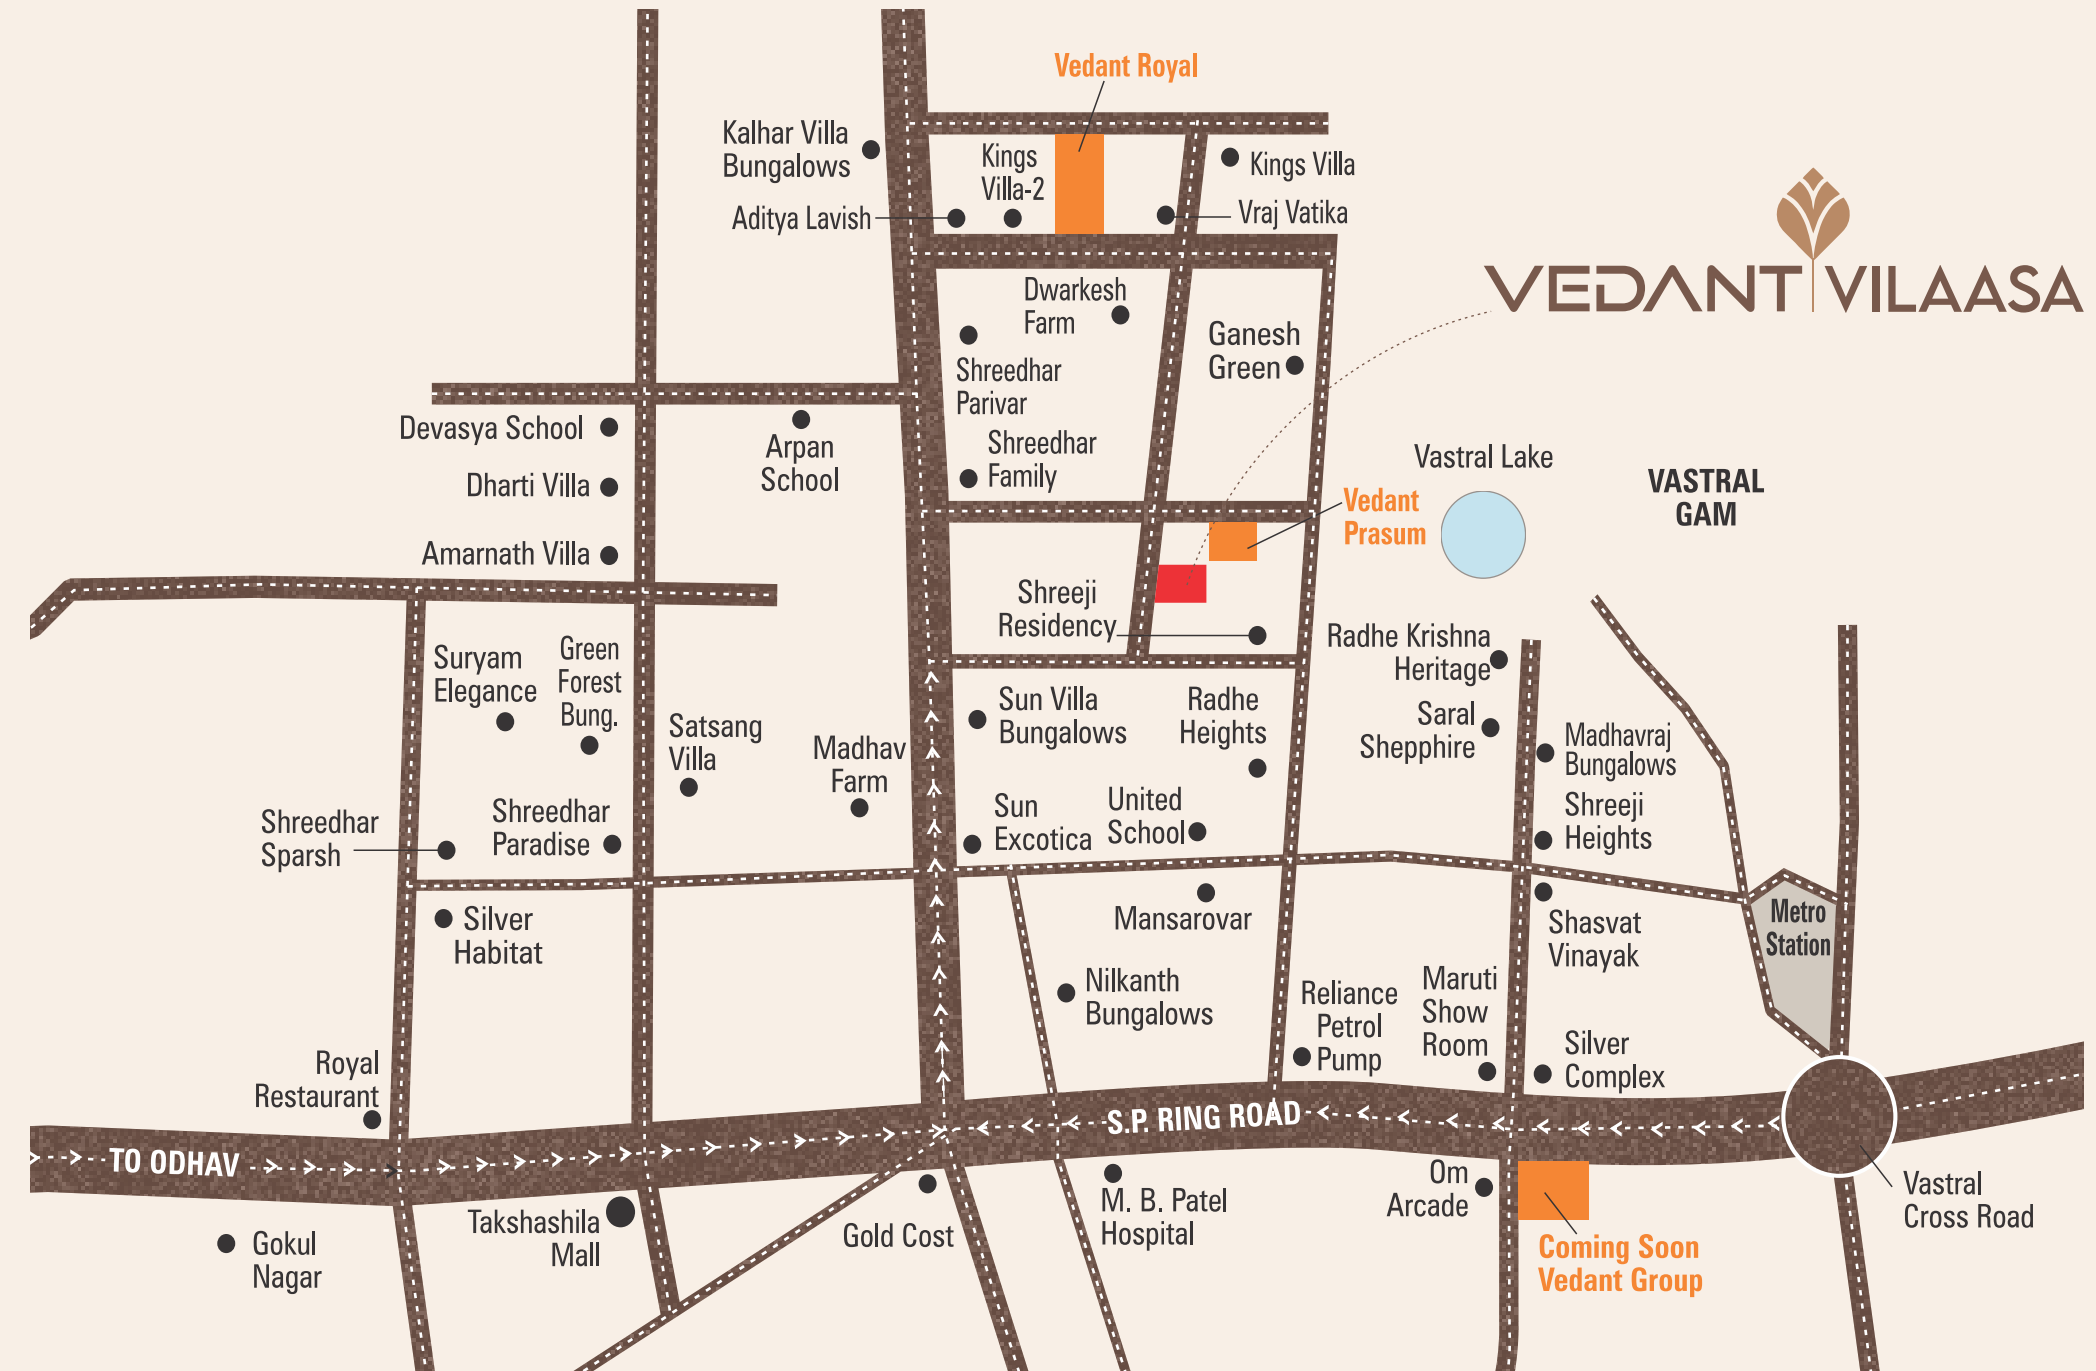 Vedant Royal
Kalhar Villa
Bungalows
Kings
Villa-2
Kings Villa
Aditya Lavish
Vraj Vatika
VEDANT VILAASA
Dwarkesh
Farm
Ganesh
Green
Shreedhar
Parivar
Devasya School
Arpan
School
Shreedhar
Family
Vastral Lake
VASTRAL
GAM
Dharti Villa
Vedant
Prasum
Amarnath Villa
Shreeji
Residency
Radhe Krishna
Heritage
Suryam
Elegance
Green
Forest
Bung.
Satsang
Villa
Madhav
Farm
Sun Villa
Bungalows
Radhe
Heights
Saral
Shepphire
Madhavraj
Bungalows
Shreedhar
Sparsh
Shreedhar
Paradise
Sun
Excotica
United
School
Shreeji
Heights
Silver
Habitat
Mansarovar
Shasvat
Vinayak
Metro
Station
Nilkanth
Bungalows
Reliance
Petrol
Pump
Maruti
Show
Room
Silver
Complex
Royal
Restaurant
S.P. RING ROAD
TO ODHAV
Takshashila
Mall
Gokul
Nagar
Gold Cost
M. B. Patel
Hospital
Om
Arcade
Coming Soon
Vedant Group
Vastral
Cross Road